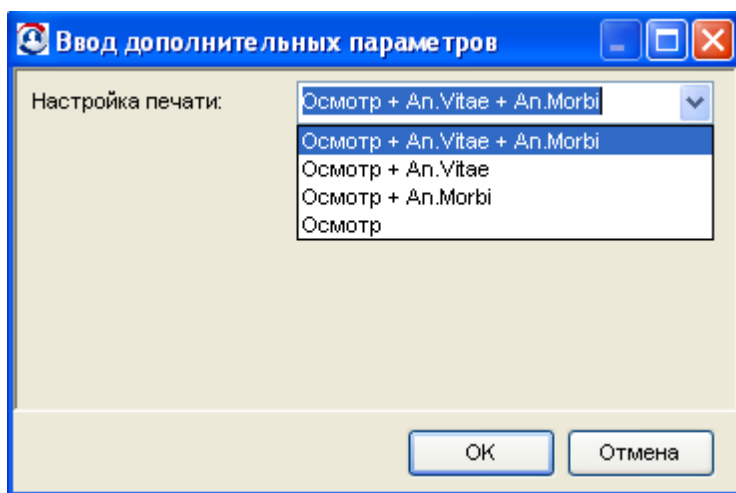 Ввод дополнительных параметров
Настройка печати: Осмотр + An.Vitae + An.Morbi
Осмотр + An.Vitae + An.Morbi
Осмотр + An.Vitae
Осмотр + An.Morbi
Осмотр
OK Отмена